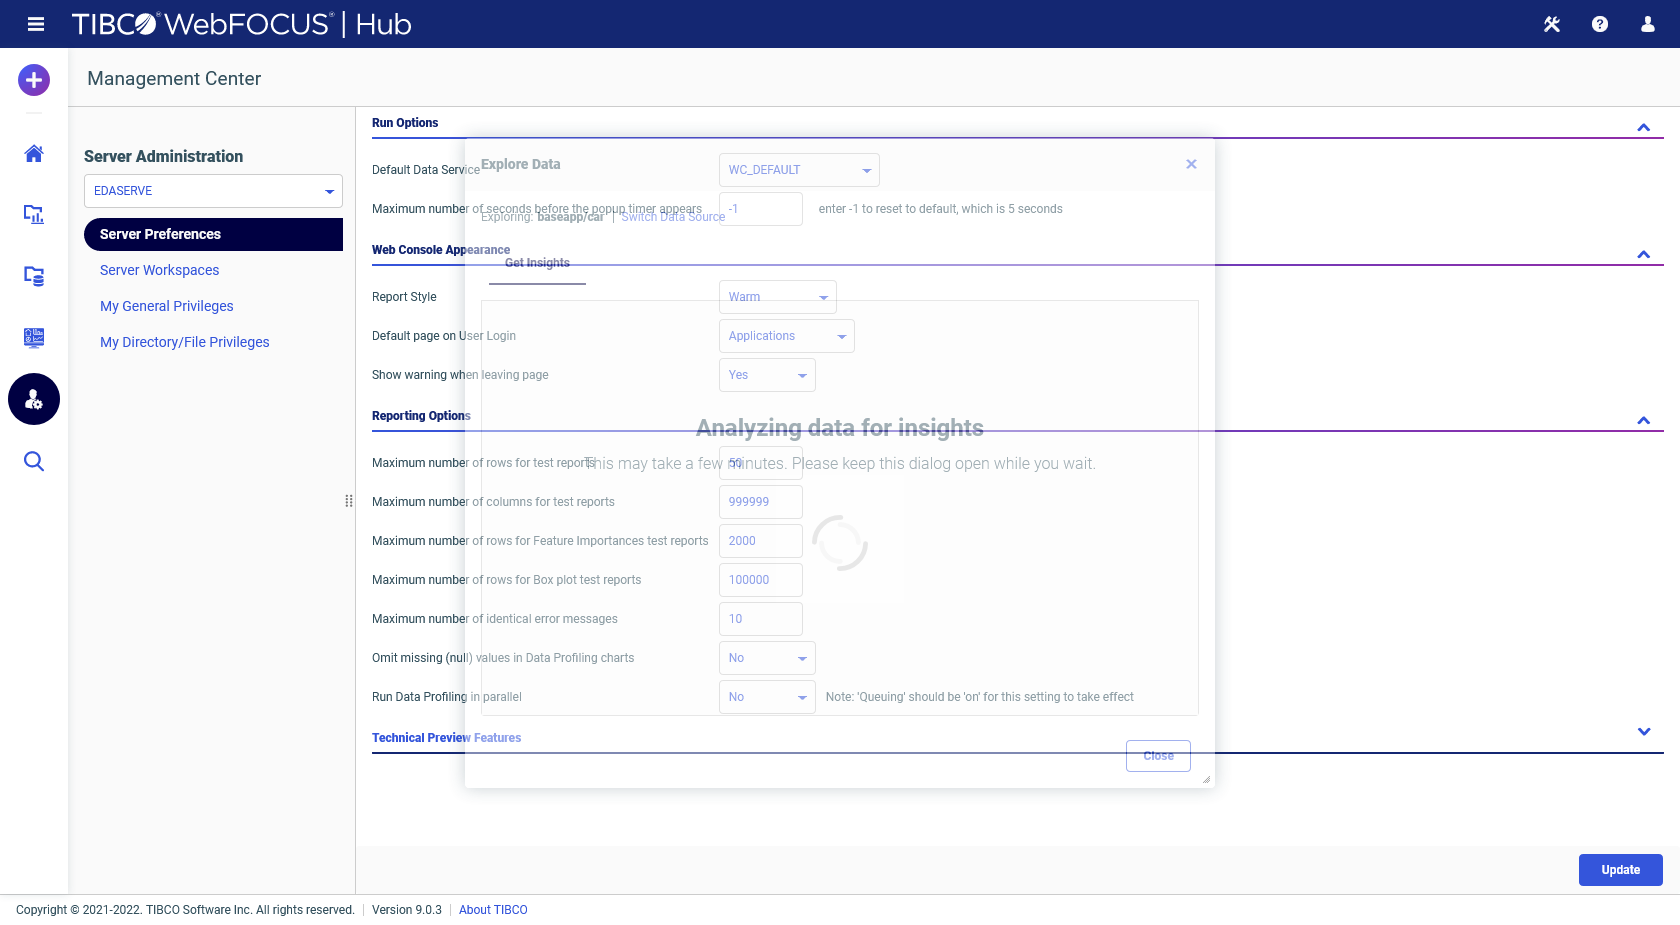 TIBCO® WebFOCUS® | Hub
Management Center
Server Administration
EDASERVE
Server Preferences
Server Workspaces
My General Privileges
My Directory/File Privileges
Run Options
Default Data Service
WC_DEFAULT
Maximum number of seconds before the popup timer appears
-1
enter -1 to reset to default, which is 5 seconds
Web Console Appearance
Report Style
Warm
Default page on User Login
Applications
Show warning when leaving page
Yes
Reporting Options
Maximum number of rows for test reports
50
Maximum number of columns for test reports
999999
Maximum number of rows for Feature Importances test reports
2000
Maximum number of rows for Box plot test reports
100000
Maximum number of identical error messages
10
Omit missing (null) values in Data Profiling charts
No
Run Data Profiling in parallel
No
Note: 'Queuing' should be 'on' for this setting to take effect
Technical Preview Features
Explore Data
×
Exploring: baseapp/car | Switch Data Source
Get Insights
Analyzing data for insights
This may take a few minutes. Please keep this dialog open while you wait.
Close
Update
Copyright © 2021-2022. TIBCO Software Inc. All rights reserved. | Version 9.0.3 | About TIBCO